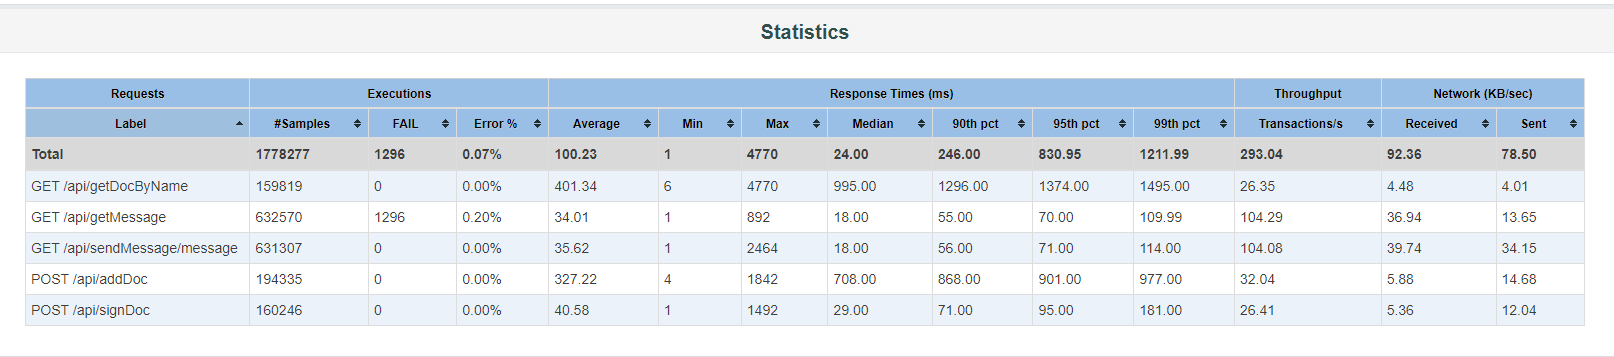 Statistics
Requests Executions Response Times (ms) Throughput Network (KB/sec)
Label #Samples FAIL Error % Average Min Max Median 90th pct 95th pct 99th pct Transactions/s Received Sent
Total 1778277 1296 0.07% 100.23 1 4770 24.00 246.00 830.95 1211.99 293.04 92.36 78.50
GET /api/getDocByName 159819 0 0.00% 401.34 6 4770 995.00 1296.00 1374.00 1495.00 26.35 4.48 4.01
GET /api/getMessage 632570 1296 0.20% 34.01 1 892 18.00 55.00 70.00 109.99 104.29 36.94 13.65
GET /api/sendMessage/message 631307 0 0.00% 35.62 1 2464 18.00 56.00 71.00 114.00 104.08 39.74 34.15
POST /api/addDoc 194335 0 0.00% 327.22 4 1842 708.00 868.00 901.00 977.00 32.04 5.88 14.68
POST /api/signDoc 160246 0 0.00% 40.58 1 1492 29.00 71.00 95.00 181.00 26.41 5.36 12.04